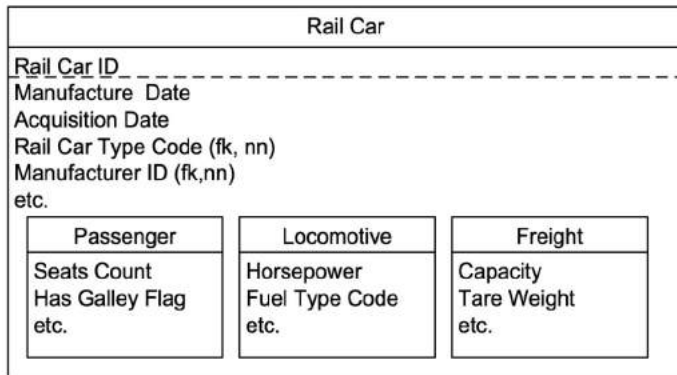 Rail Car
Rail Car ID
Manufacture Date
Acquisition Date
Rail Car Type Code (fk, nn)
Manufacturer ID (fk,nn)
etc.
Passenger
Seats Count
Has Galley Flag
etc.
Locomotive
Horsepower
Fuel Type Code
etc.
Freight
Capacity
Tare Weight
etc.